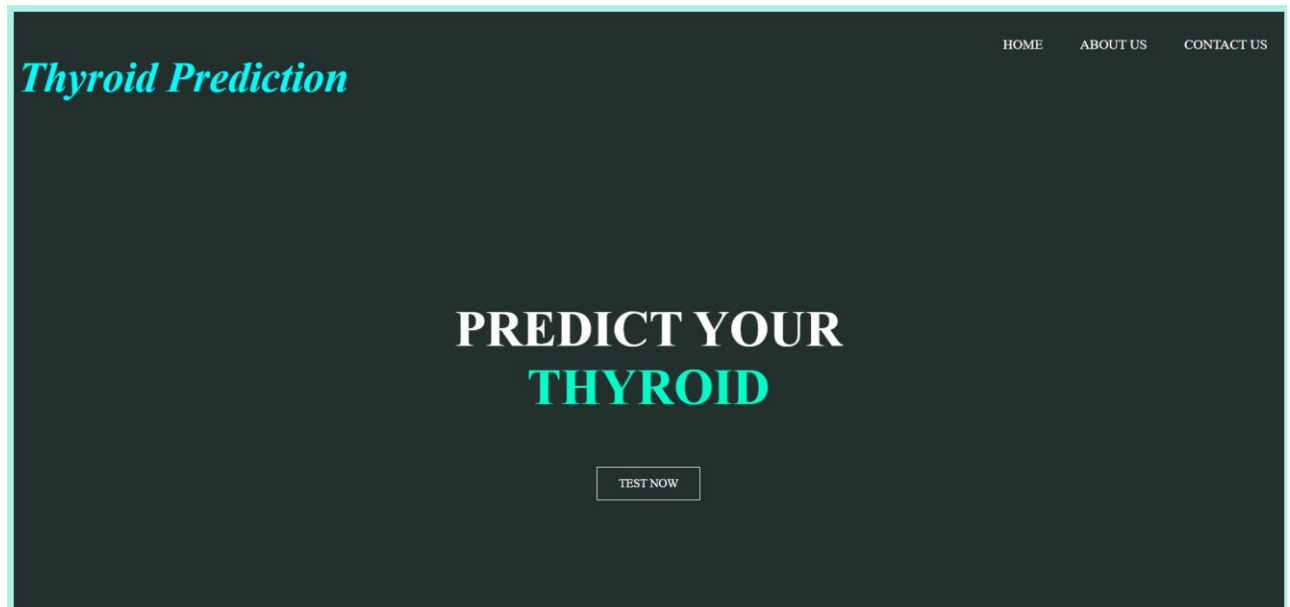 HOME ABOUT US CONTACT US
Thyroid Prediction
PREDICT YOUR
THYROID
TEST NOW